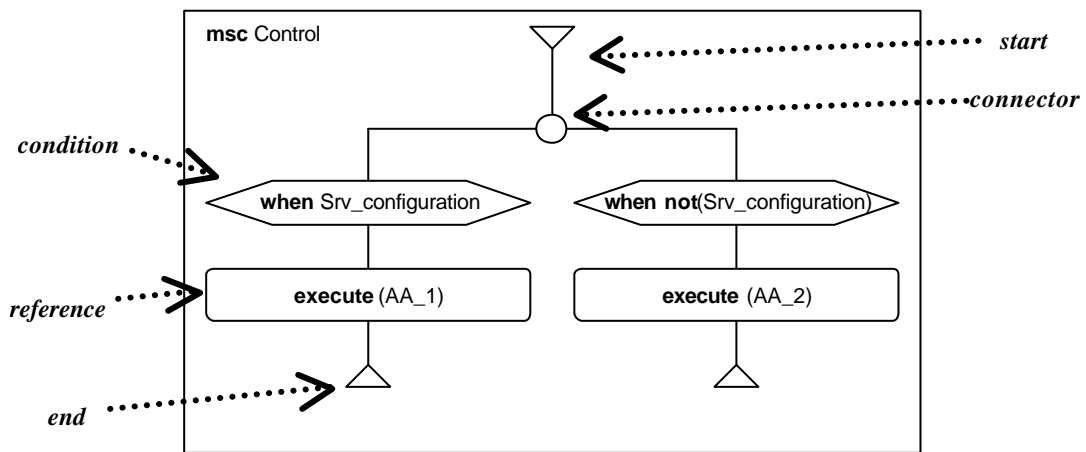 msc Control
start
connector
condition
when Srv_configuration
when not(Srv_configuration)
reference
execute (AA_1)
execute (AA_2)
end